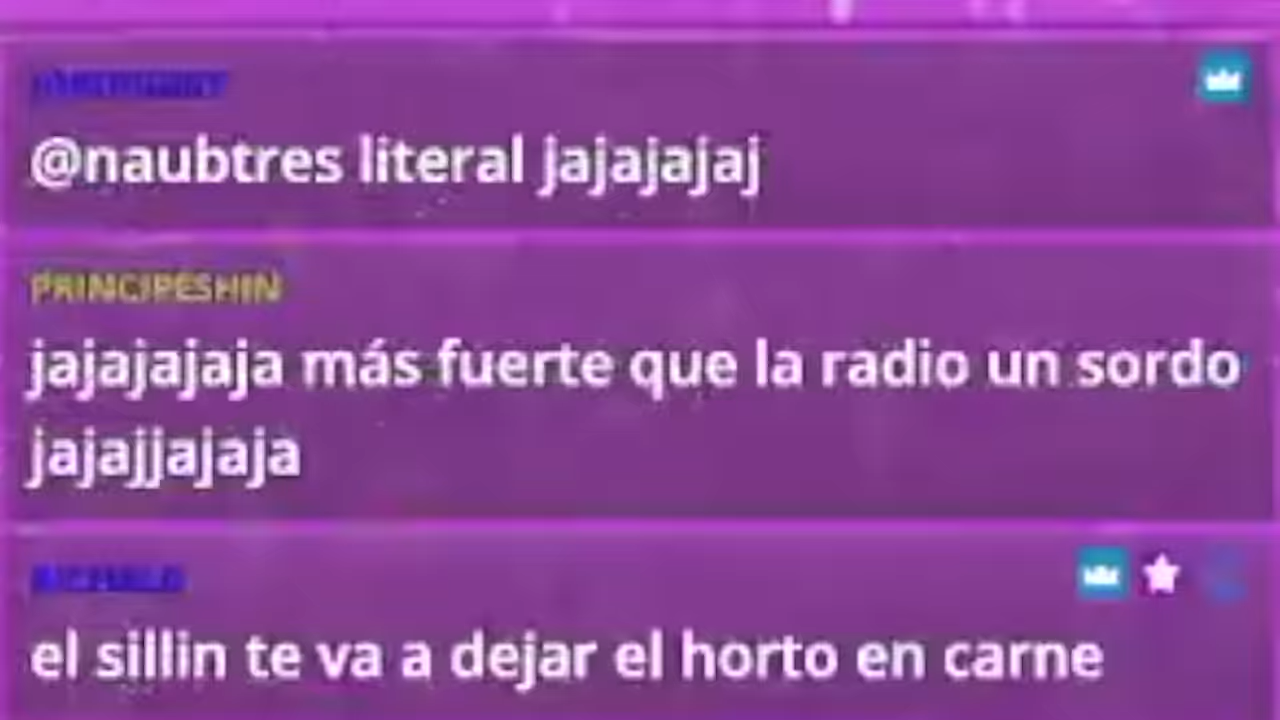 @naubtres literal jajajajaj
PRINCIPESHIN
jajajajaja más fuerte que la radio un sordo
jajajjajaja
el sillin te va a dejar el horto en carne